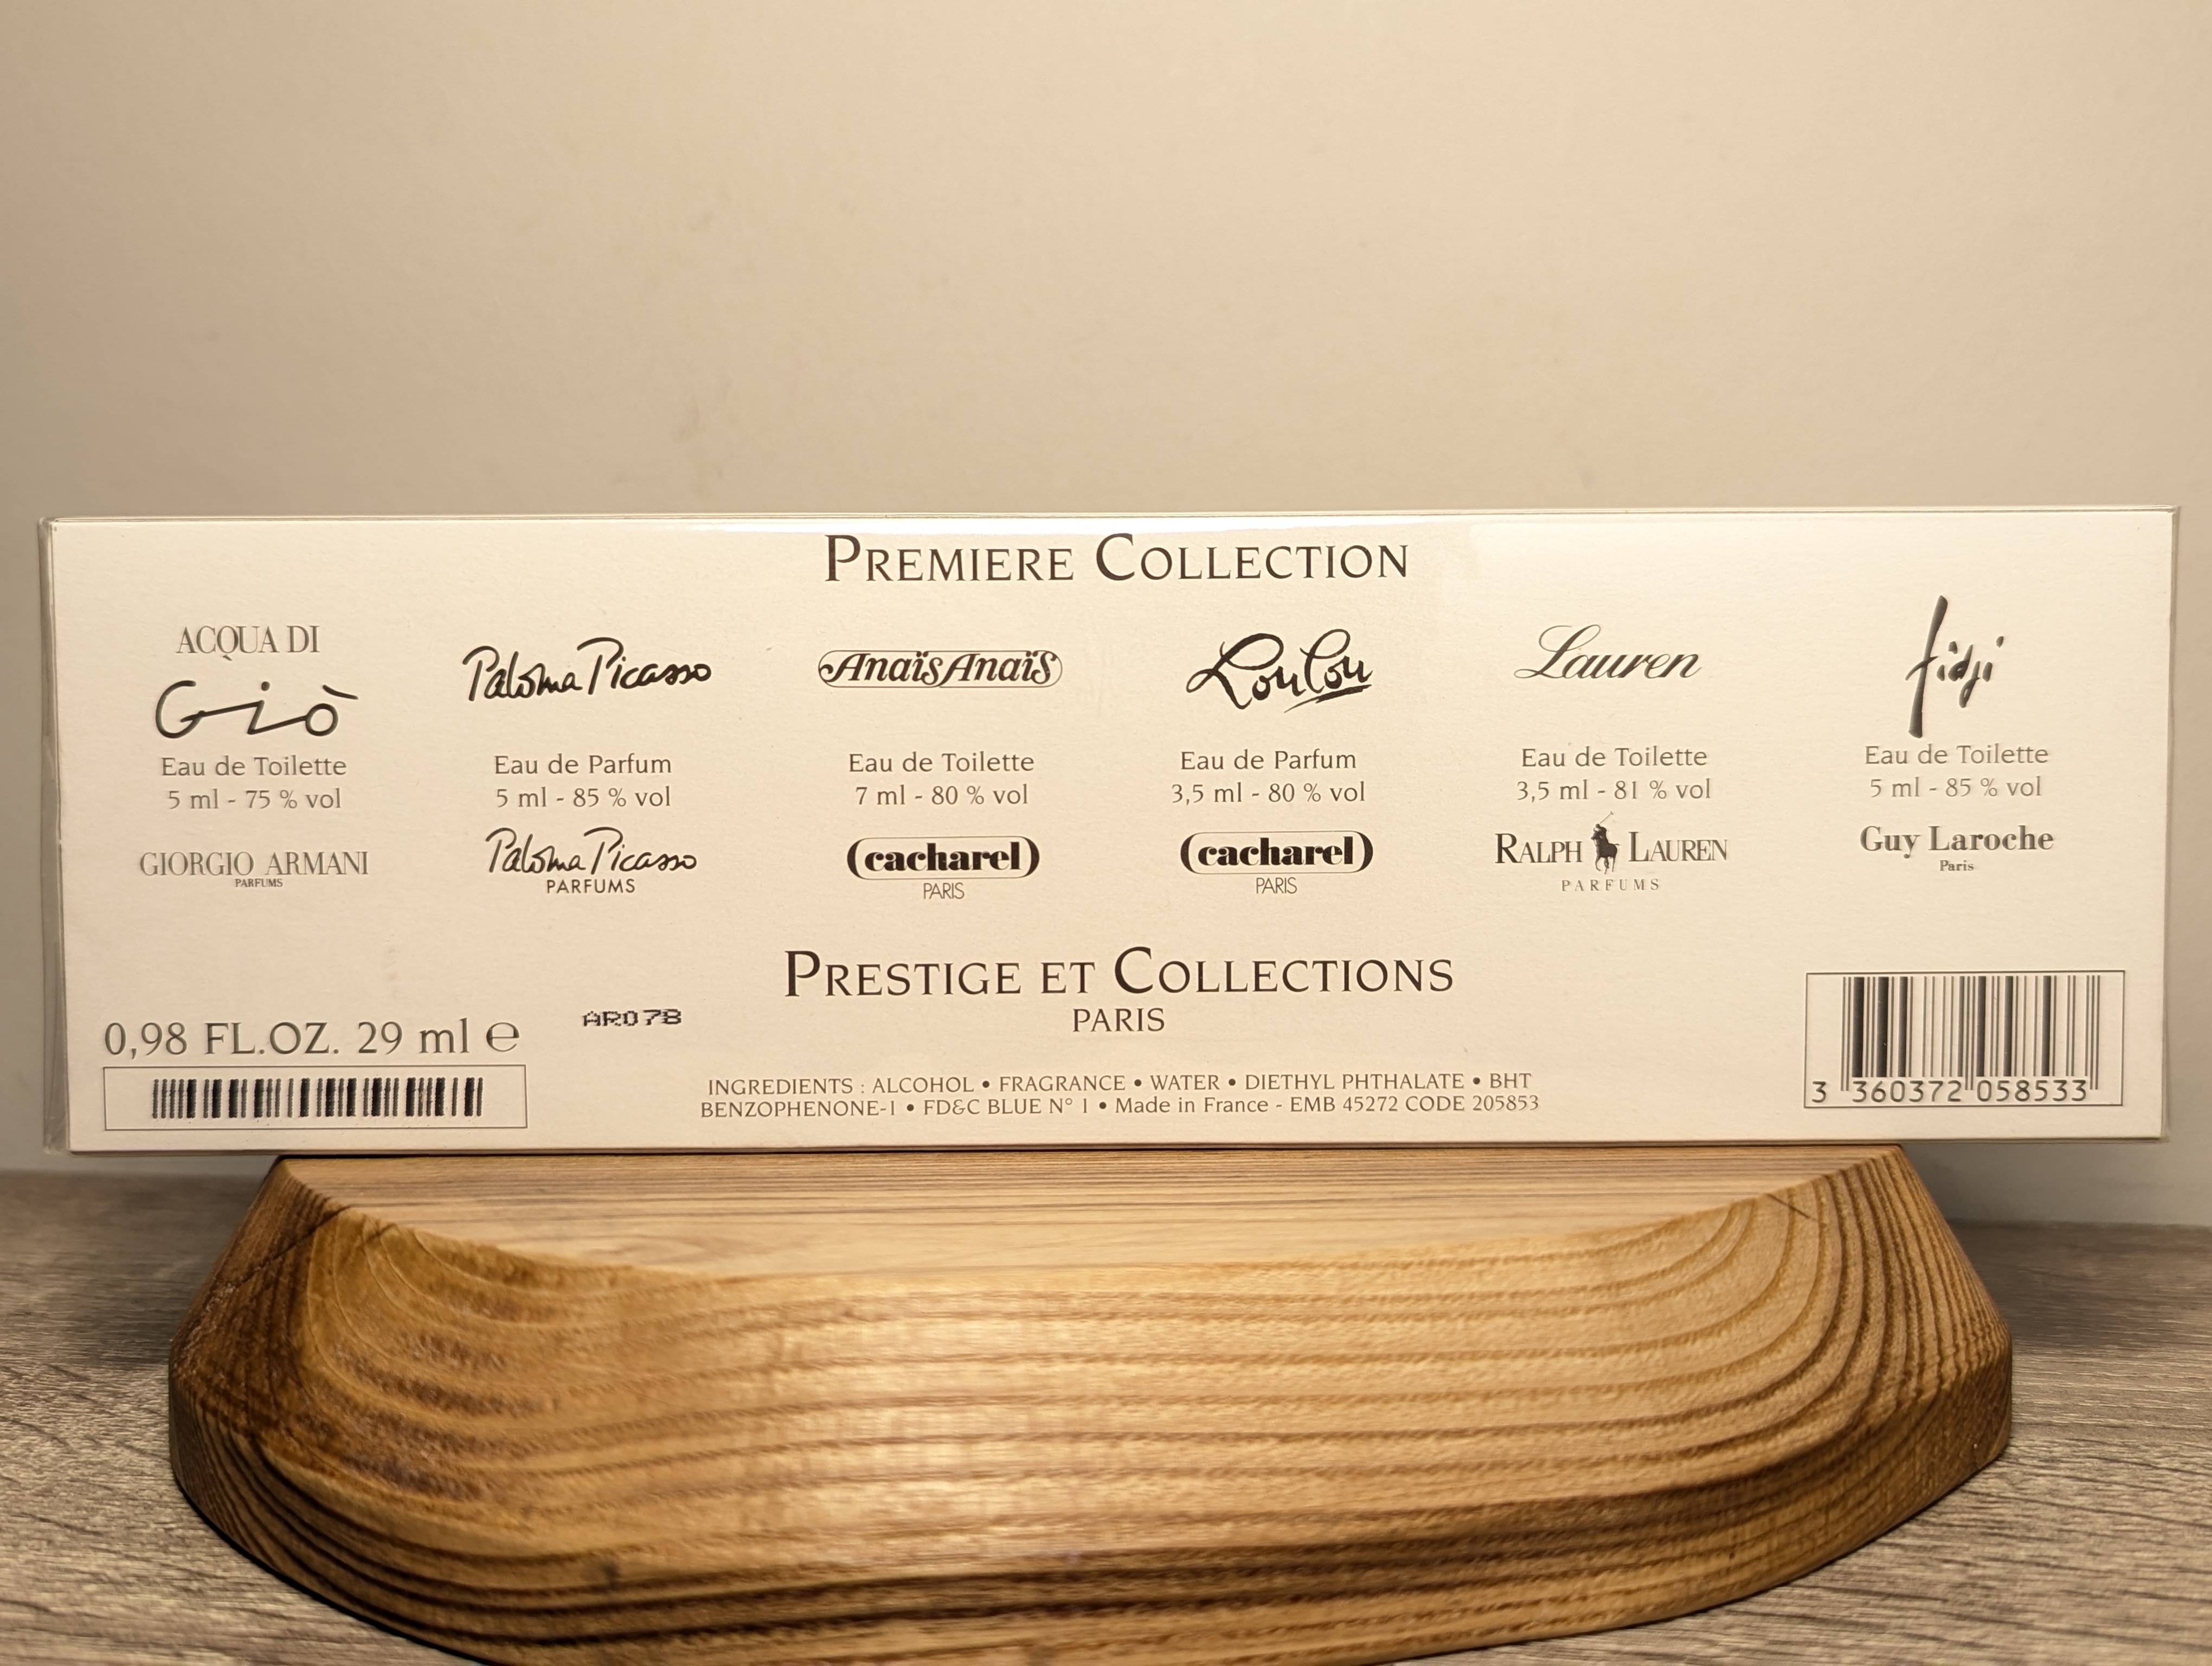 PREMIERE COLLECTION
ACQUA DI
Giò
Eau de Toilette
5 ml - 75 % vol
GIORGIO ARMANI
PARFUMS
Paloma Picasso
Eau de Parfum
5 ml - 85 % vol
Paloma Picasso
PARFUMS
Anaïs Anaïs
Eau de Toilette
7 ml - 80 % vol
cacharel
PARIS
LouLou
Eau de Parfum
3,5 ml - 80 % vol
cacharel
PARIS
Lauren
Eau de Toilette
3,5 ml - 81 % vol
RALPH LAUREN
PARFUMS
fidji
Eau de Toilette
5 ml - 85 % vol
Guy Laroche
Paris
PRESTIGE ET COLLECTIONS
PARIS
0,98 FL.OZ. 29 ml ℮
AR078
INGREDIENTS : ALCOHOL • FRAGRANCE • WATER • DIETHYL PHTHALATE • BHT
BENZOPHENONE-1 • FD&C BLUE N° 1 • Made in France - EMB 45272 CODE 205853
3 360372 058533